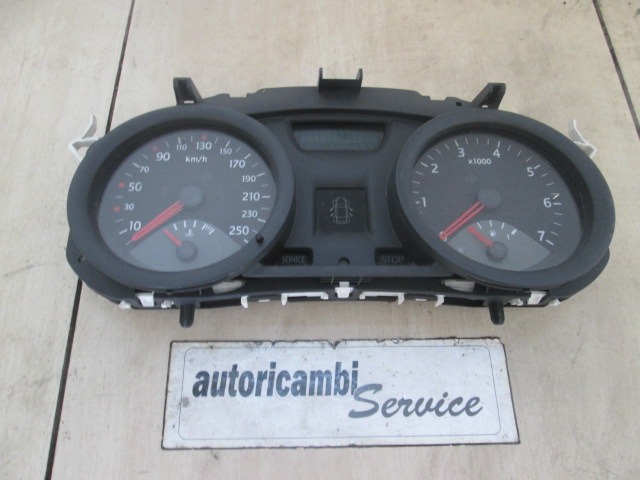 10 30 50 70 90 110 130 150 170 190 210 230 250
km/h
1 2 3 4 5 6 7
x1000
SERVICE STOP
autoricambi
Service